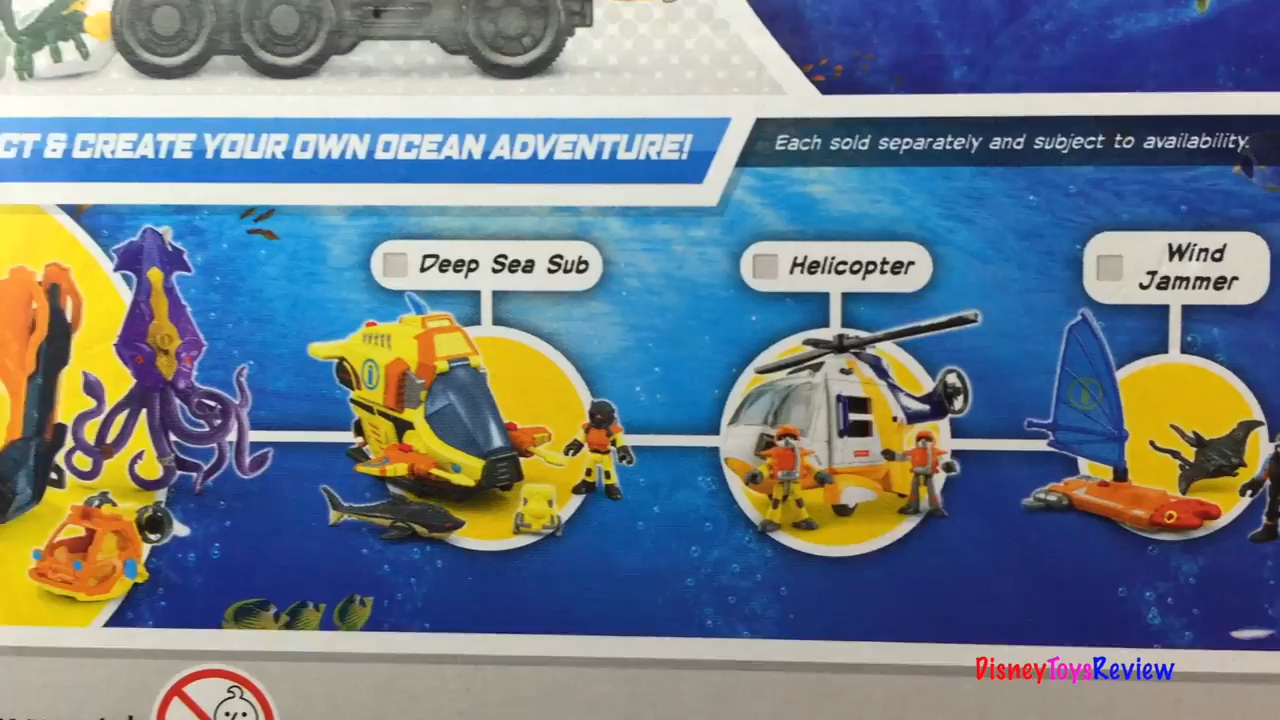 CT & CREATE YOUR OWN OCEAN ADVENTURE!
Each sold separately and subject to availability.
Deep Sea Sub
Helicopter
Wind
Jammer
DisneyToysReview